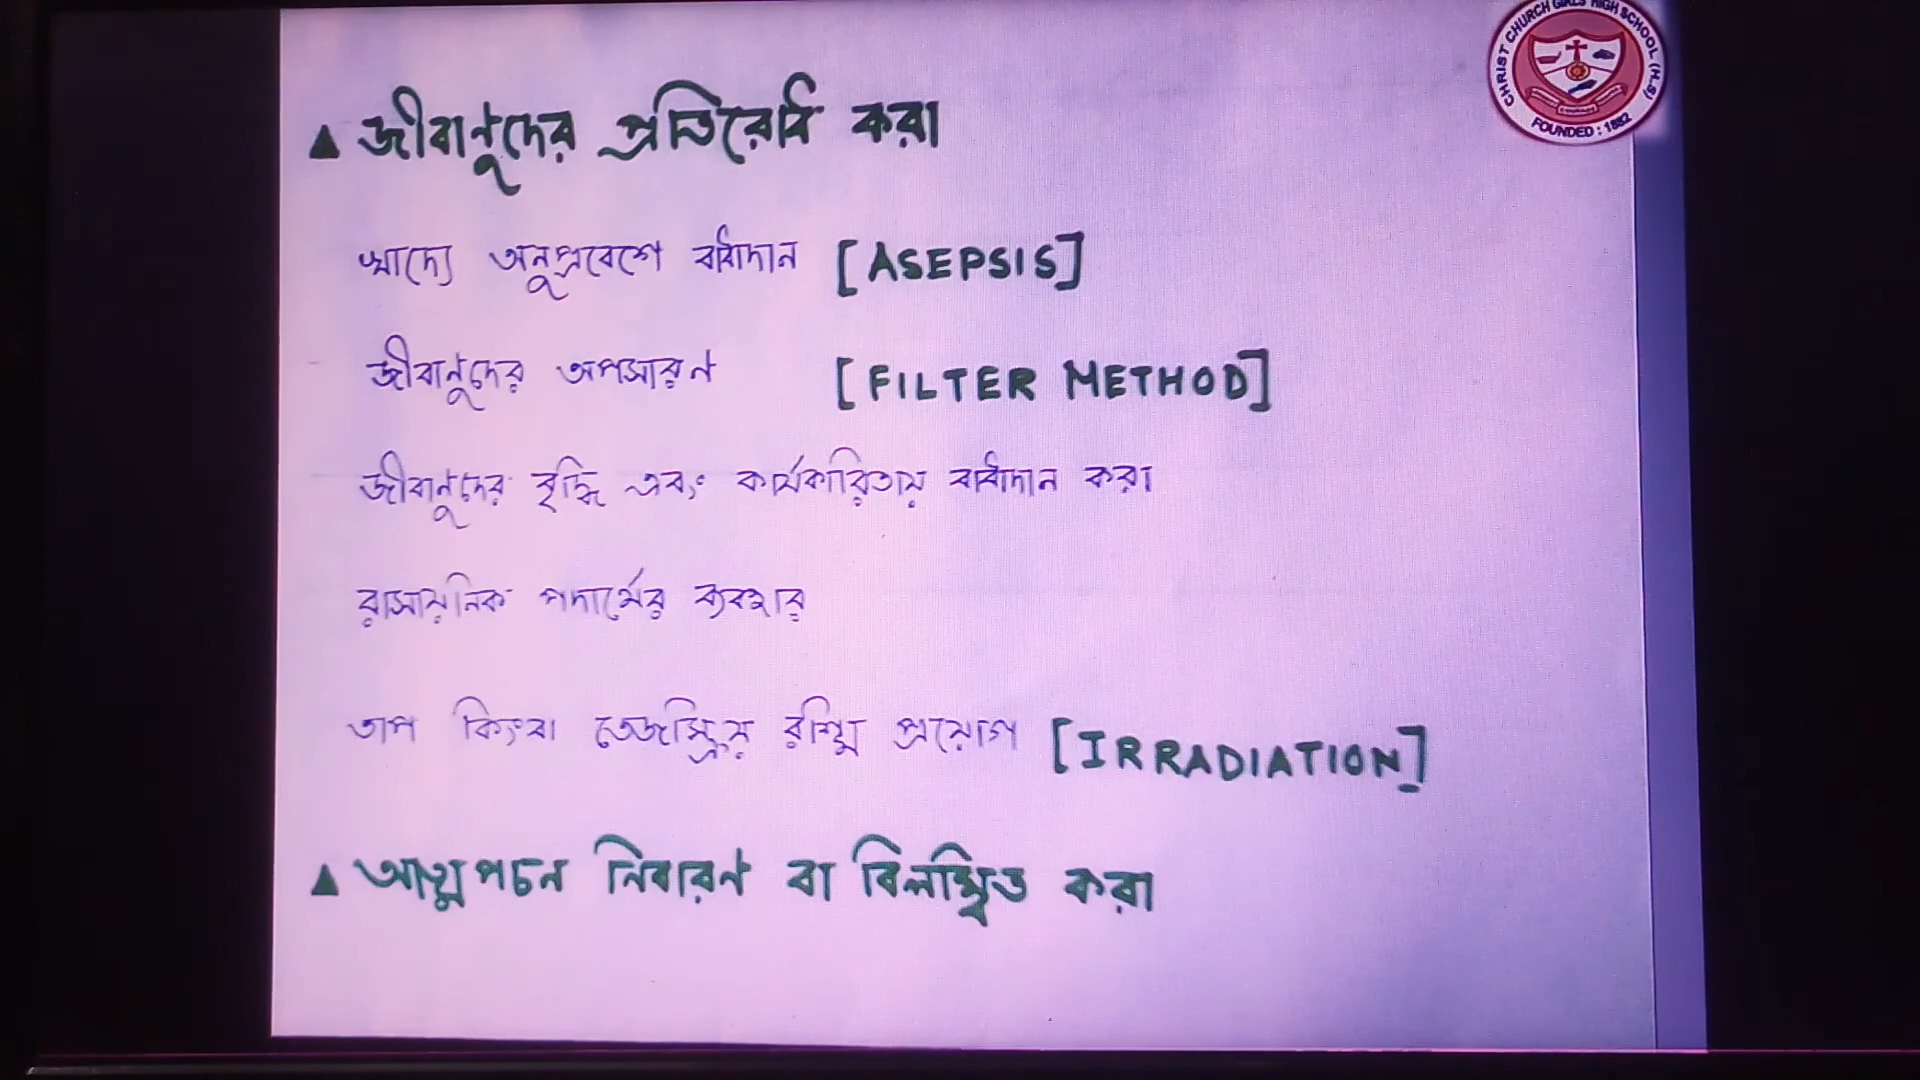 CHRIST CHURCH GIRLS HIGH SCHOOL (H.S)
FOUNDED : 1882
▲ জীবাণুদের প্রতিরোধ করা
খাদ্যে অনুপ্রবেশে বাধাদান [ASEPSIS]
জীবাণুদের অপসারণ [FILTER METHOD]
জীবাণুদের বৃদ্ধি এবং কার্যকারিতায় বাধাদান করা
রাসায়নিক পদার্থের ব্যবহার
তাপ কিংবা তেজস্ক্রিয় রশ্মি প্রয়োগ [IRRADIATION]
▲ আত্মপচন নিবারণ বা বিলম্বিত করা